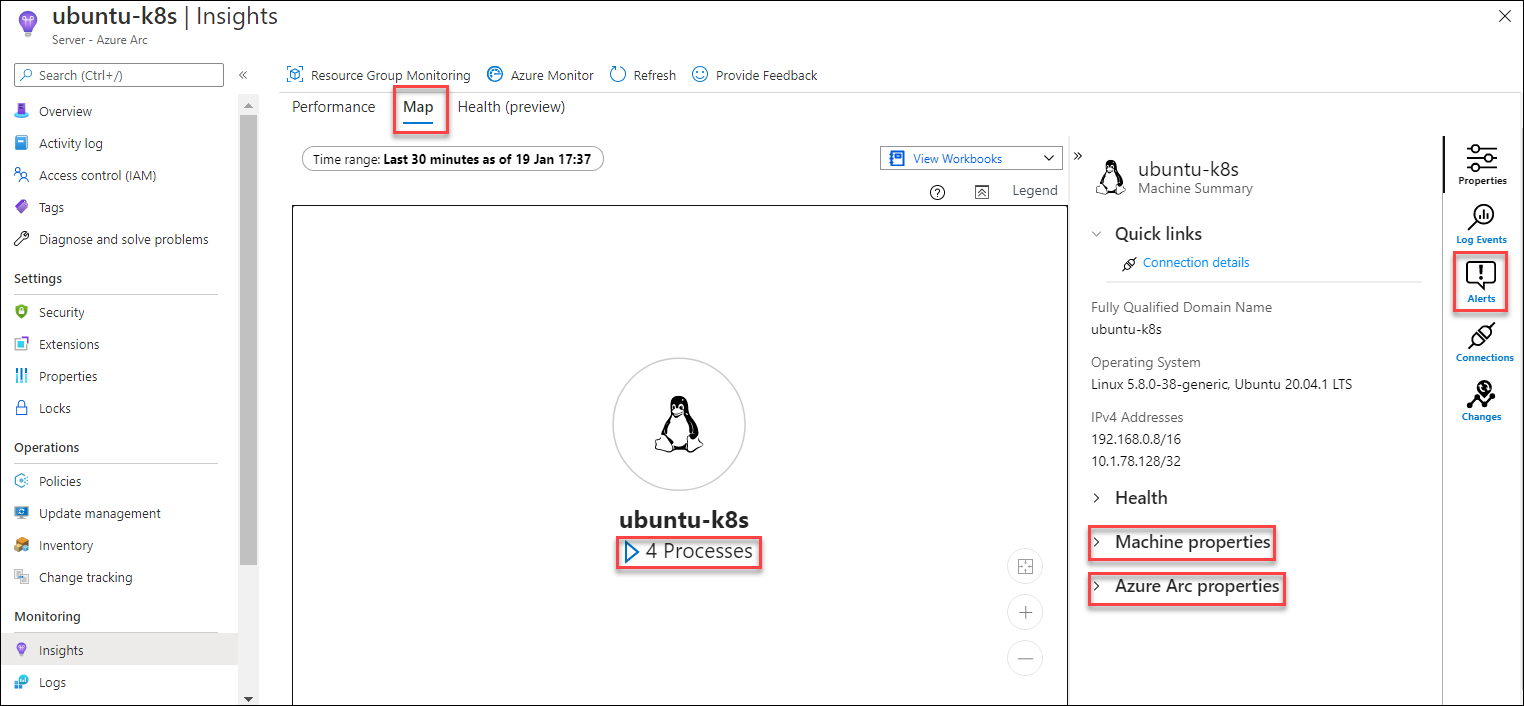 ubuntu-k8s | Insights
Server - Azure Arc
Search (Ctrl+/)
«
Overview
Activity log
Access control (IAM)
Tags
Diagnose and solve problems
Settings
Security
Extensions
Properties
Locks
Operations
Policies
Update management
Inventory
Change tracking
Monitoring
Insights
Logs
Resource Group Monitoring
Azure Monitor
Refresh
Provide Feedback
Performance
Map
Health (preview)
Time range: Last 30 minutes as of 19 Jan 17:37
View Workbooks
Legend
ubuntu-k8s
4 Processes
»
ubuntu-k8s
Machine Summary
Quick links
Connection details
Fully Qualified Domain Name
ubuntu-k8s
Operating System
Linux 5.8.0-38-generic, Ubuntu 20.04.1 LTS
IPv4 Addresses
192.168.0.8/16
10.1.78.128/32
Health
Machine properties
Azure Arc properties
Properties
Log Events
Alerts
Connections
Changes